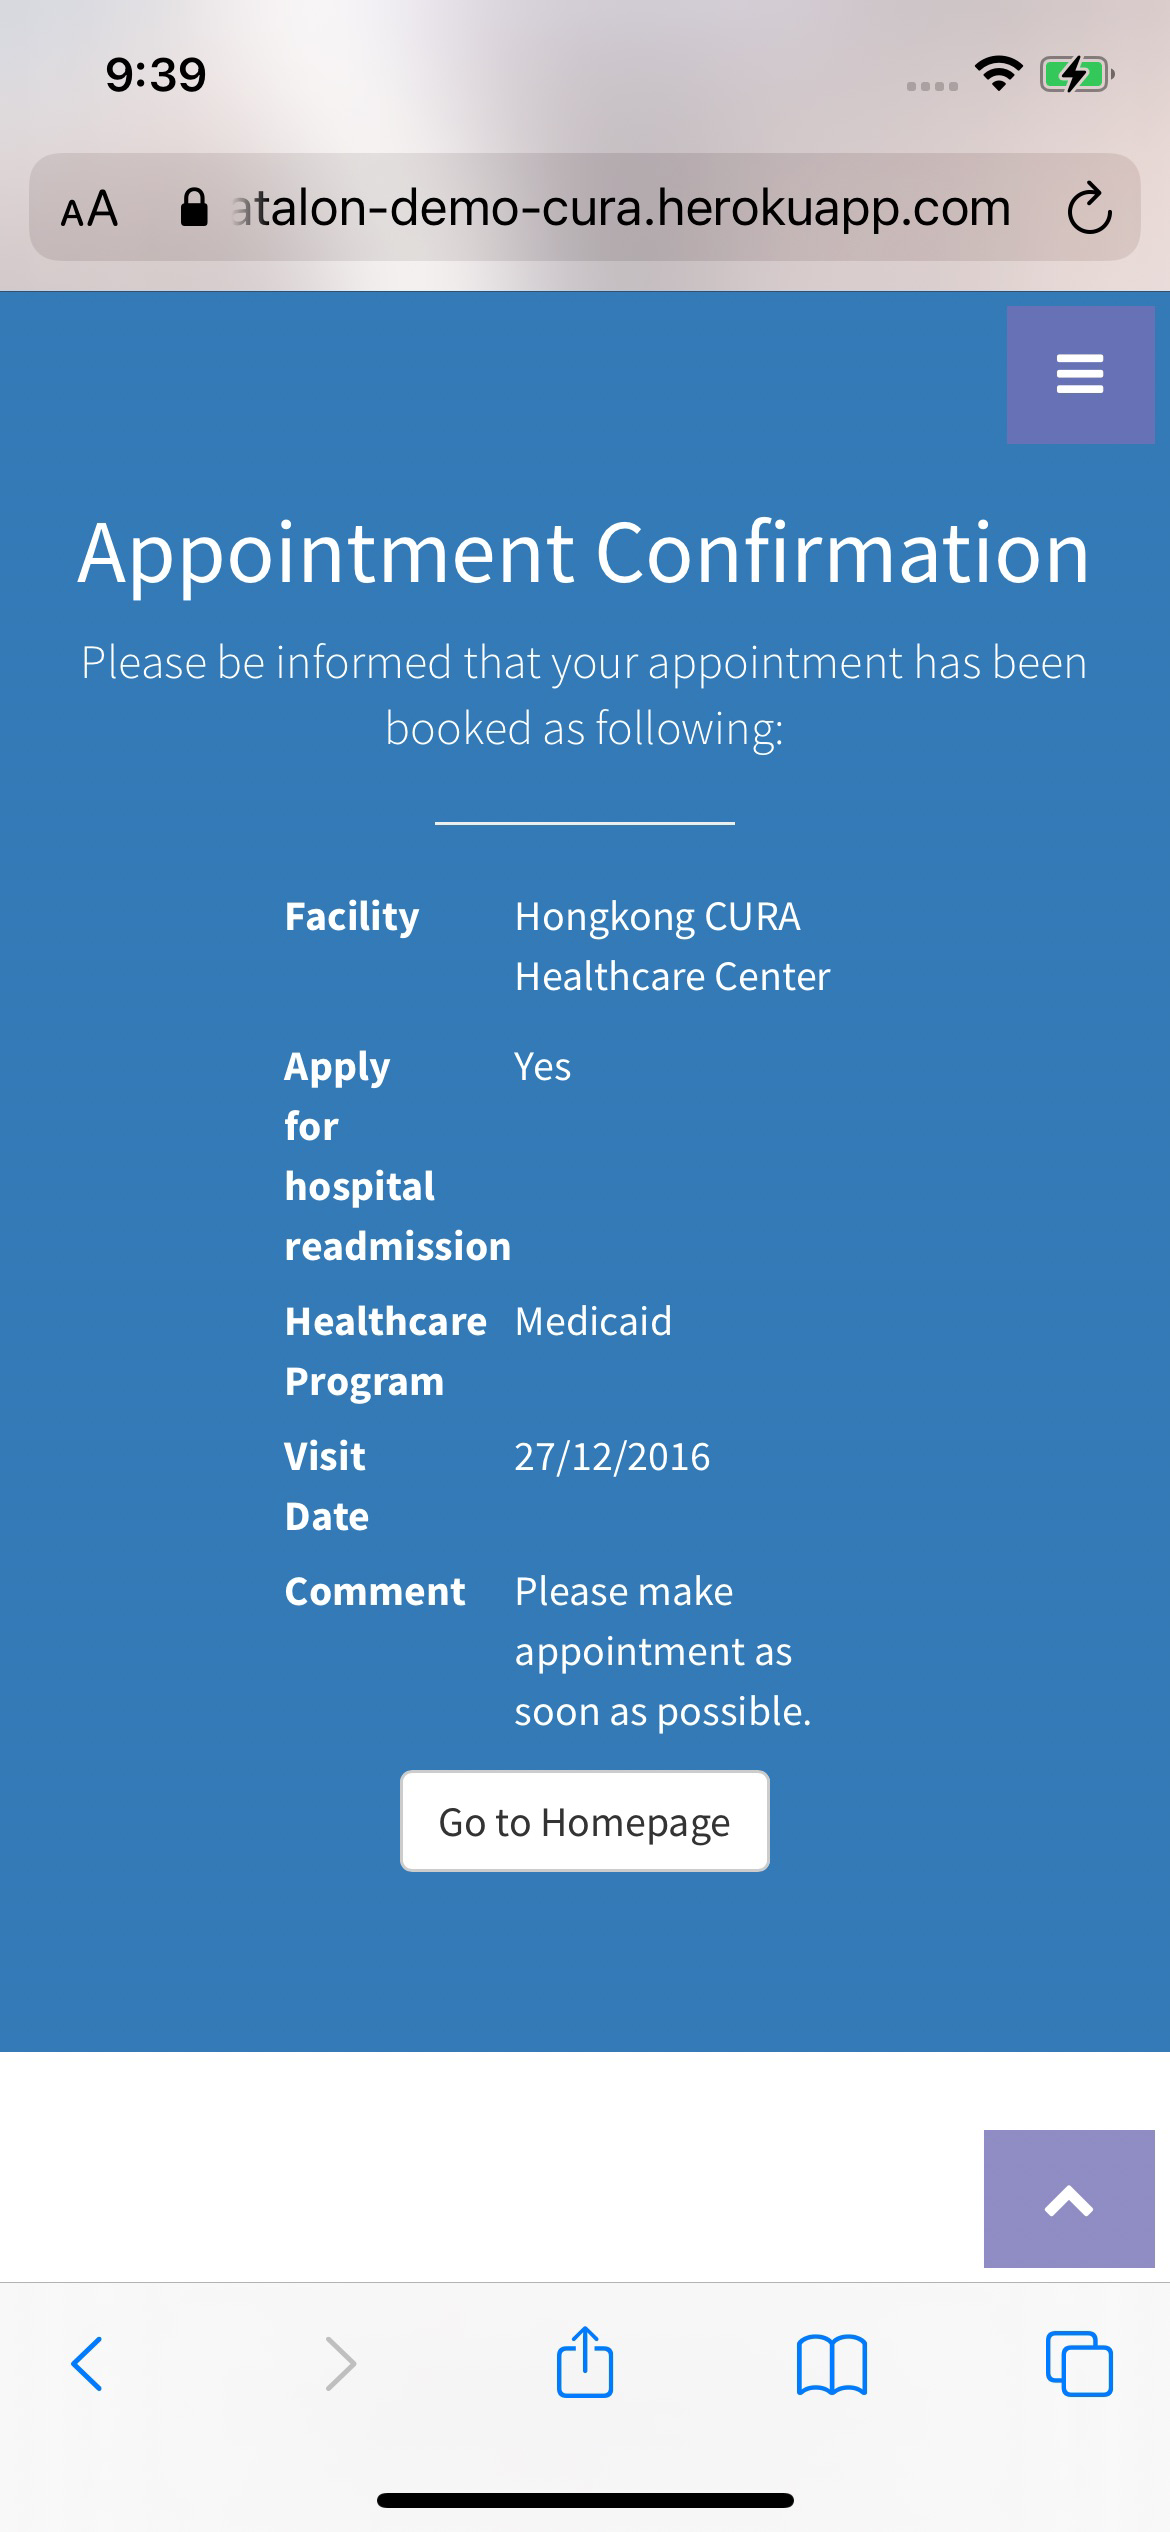 9:39
AA atalon-demo-cura.herokuapp.com
Appointment Confirmation
Please be informed that your appointment has been
booked as following:
Facility Hongkong CURA
Healthcare Center
Apply Yes
for
hospital
readmission
Healthcare Medicaid
Program
Visit 27/12/2016
Date
Comment Please make
appointment as
soon as possible.
Go to Homepage